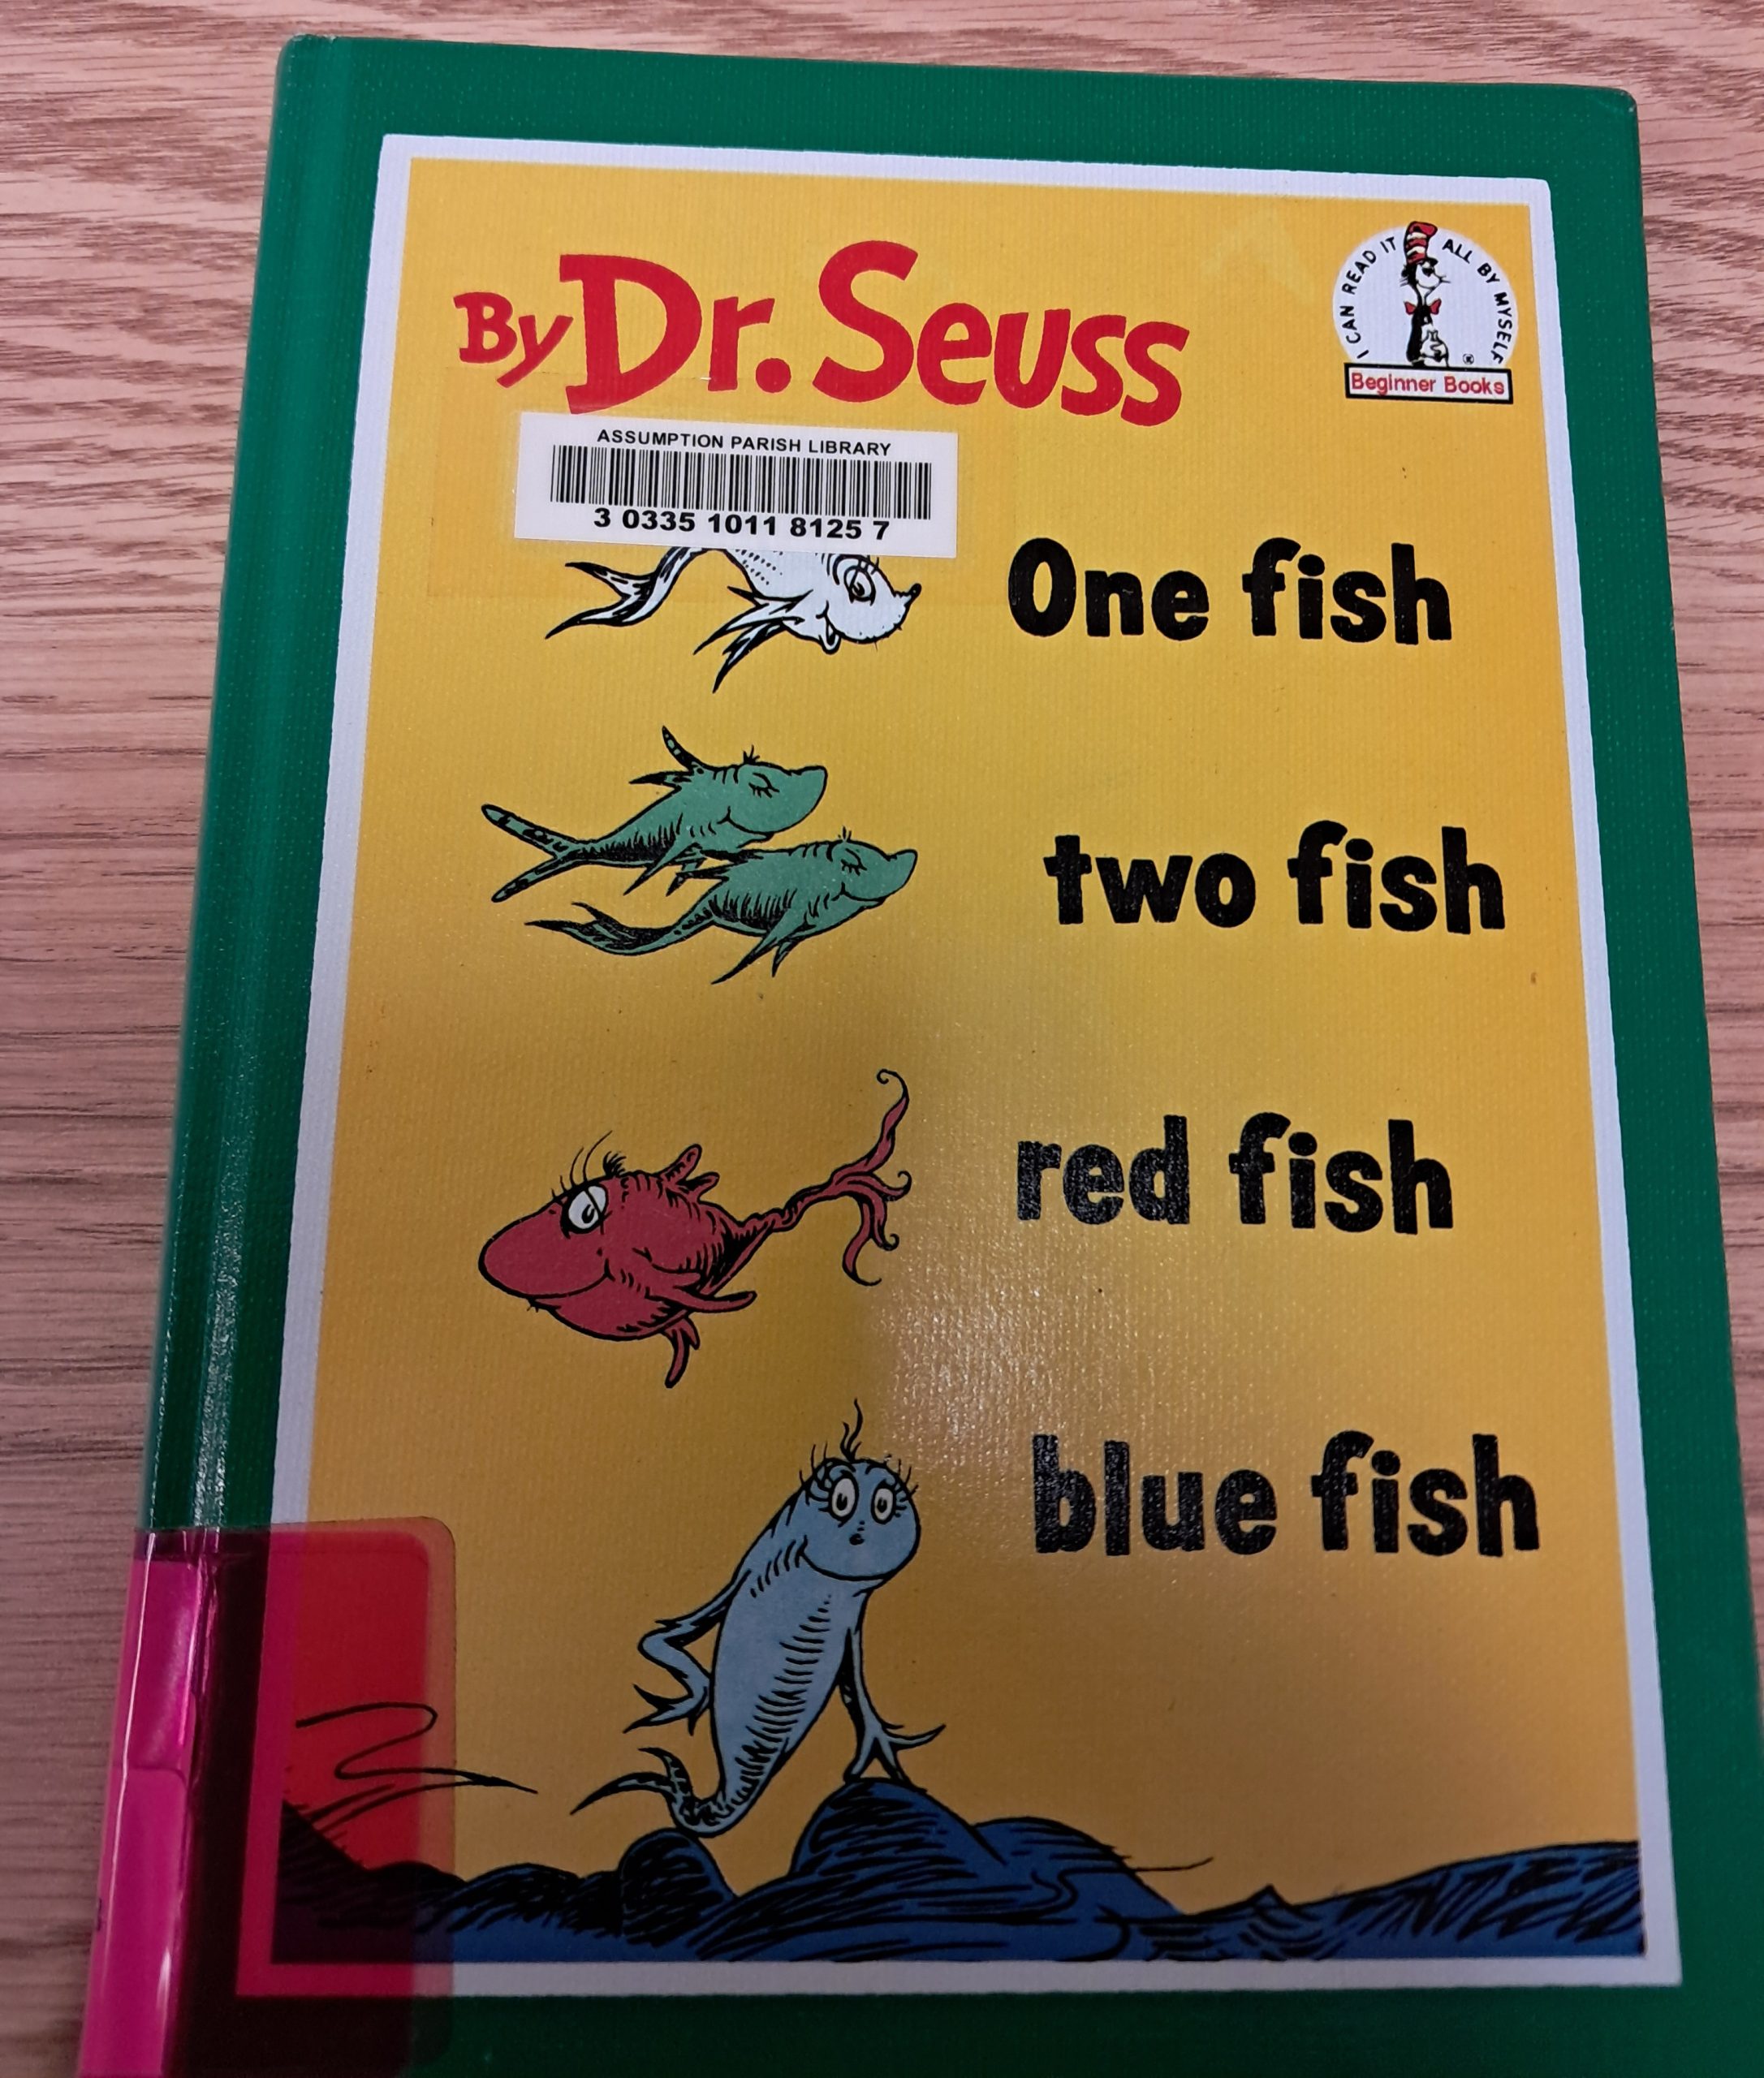 By Dr. Seuss
I CAN READ IT ALL BY MYSELF
®
Beginner Books
ASSUMPTION PARISH LIBRARY
3 0335 1011 8125 7
One fish
two fish
red fish
blue fish